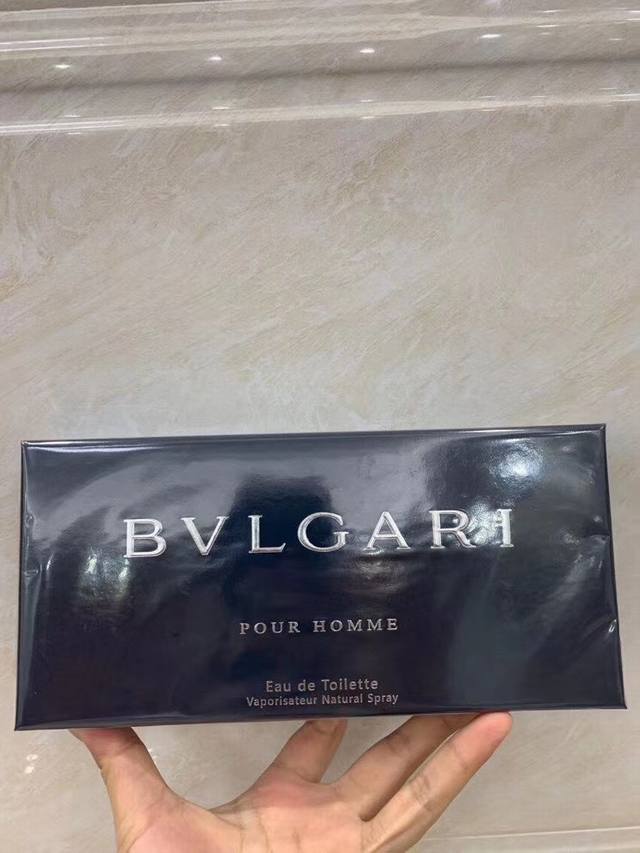 BVLGARI
POUR HOMME
Eau de Toilette
Vaporisateur Natural Spray